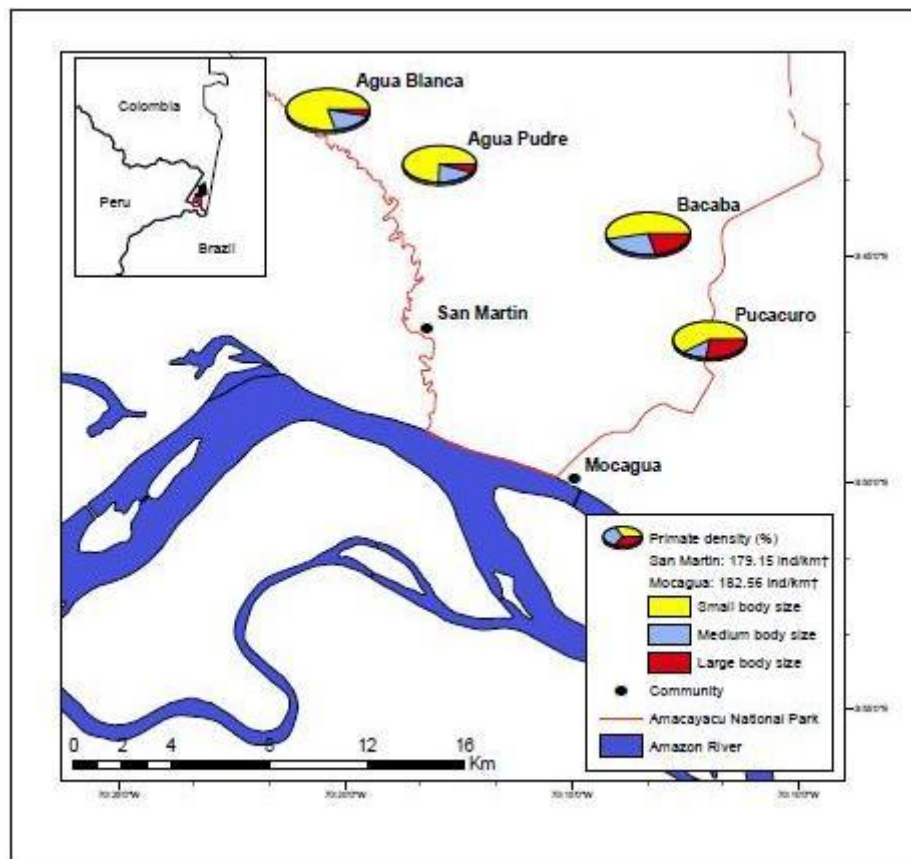 Agua Blanca
Colombia
Agua Pudre
Peru
Bacaba
Brazil
San Martin
Pucacuro
Mocagua
Primate density (%)
San Martin: 179.15 ind/km†
Mocagua: 182.56 ind/km†
Small body size
Medium body size
Large body size
Community
Amacayacu National Park
Amazon River
0 2 4 8 12 16
Km